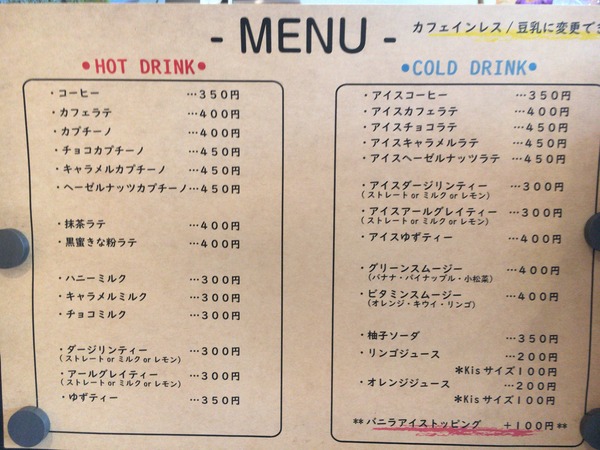 - MENU -
カフェインレス / 豆乳に変更でき
•HOT DRINK•
・コーヒー …350円
・カフェラテ …400円
・カプチーノ …400円
・チョコカプチーノ …450円
・キャラメルカプチーノ …450円
・ヘーゼルナッツカプチーノ…450円
・抹茶ラテ …400円
・黒蜜きな粉ラテ …400円
・ハニーミルク …300円
・キャラメルミルク …300円
・チョコミルク …300円
・ダージリンティー …300円
(ストレート or ミルク or レモン)
・アールグレイティー …300円
(ストレート or ミルク or レモン)
・ゆずティー …350円
•COLD DRINK•
・アイスコーヒー …350円
・アイスカフェラテ …400円
・アイスチョコラテ …450円
・アイスキャラメルラテ …450円
・アイスヘーゼルナッツラテ …450円
・アイスダージリンティー …300円
(ストレート or ミルク or レモン)
・アイスアールグレイティー …300円
(ストレート or ミルク or レモン)
・アイスゆずティー …400円
・グリーンスムージー …400円
(バナナ・パイナップル・小松菜)
・ビタミンスムージー …400円
(オレンジ・キウイ・リンゴ)
・柚子ソーダ …350円
・リンゴジュース …200円
＊Kisサイズ100円
・オレンジジュース …200円
＊Kisサイズ100円
**バニラアイストッピング +100円**